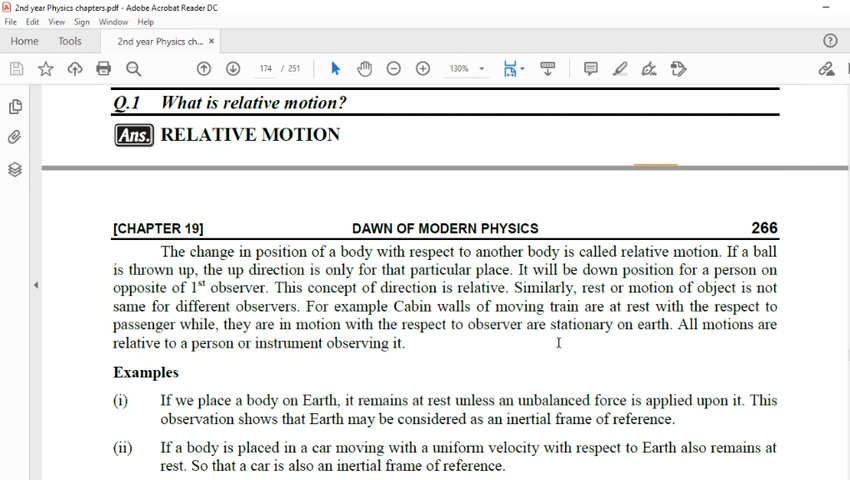 2nd year Physics chapters.pdf - Adobe Acrobat Reader DC
File Edit View Sign Window Help
Home Tools 2nd year Physics ch... ×
174 / 251 130%
Q.1 What is relative motion?
Ans. RELATIVE MOTION
[CHAPTER 19] DAWN OF MODERN PHYSICS 266
The change in position of a body with respect to another body is called relative motion. If a ball
is thrown up, the up direction is only for that particular place. It will be down position for a person on
opposite of 1st observer. This concept of direction is relative. Similarly, rest or motion of object is not
same for different observers. For example Cabin walls of moving train are at rest with the respect to
passenger while, they are in motion with the respect to observer are stationary on earth. All motions are
relative to a person or instrument observing it.
Examples
(i) If we place a body on Earth, it remains at rest unless an unbalanced force is applied upon it. This
observation shows that Earth may be considered as an inertial frame of reference.
(ii) If a body is placed in a car moving with a uniform velocity with respect to Earth also remains at
rest. So that a car is also an inertial frame of reference.